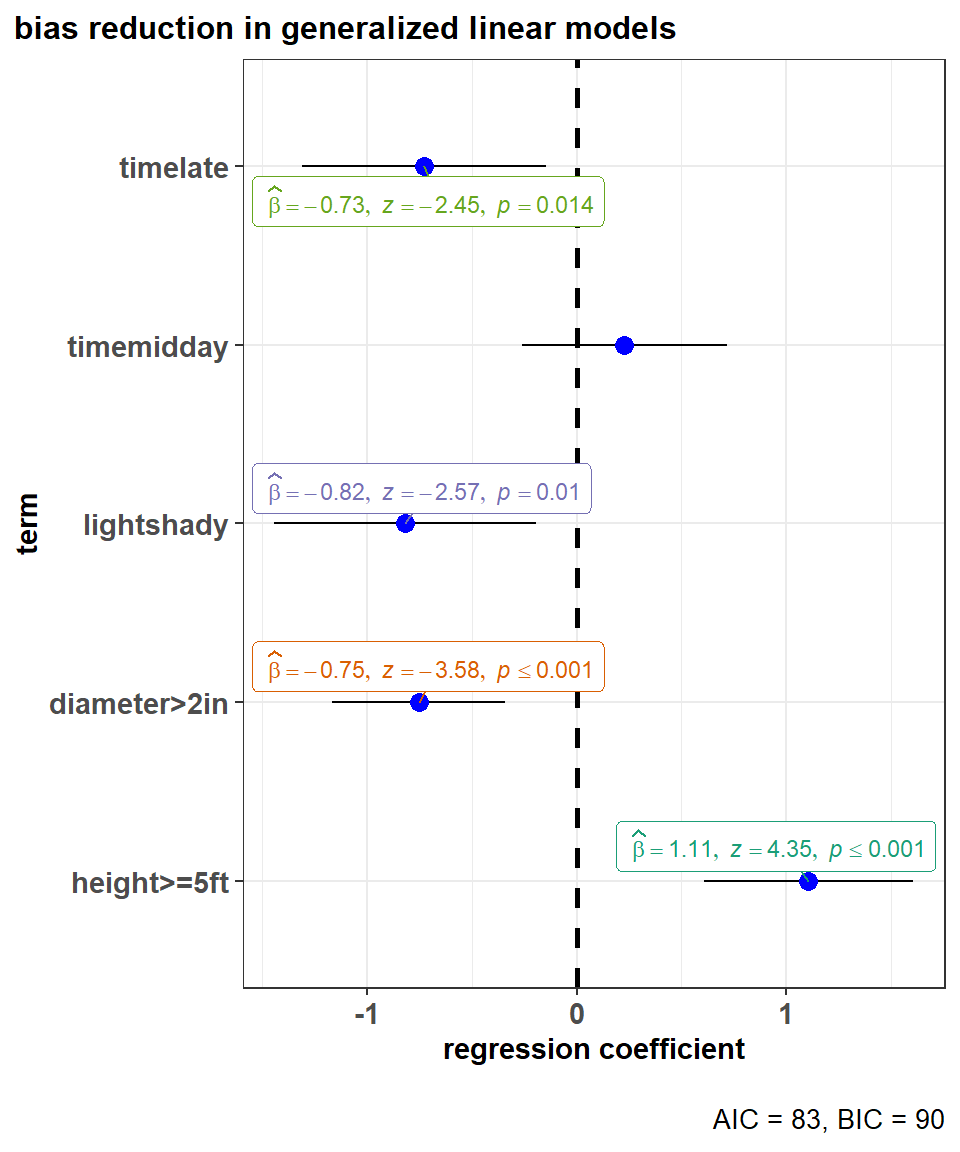 bias reduction in generalized linear models
timelate
β̂ = −0.73, z = −2.45, p = 0.014
timemidday
β̂ = −0.82, z = −2.57, p = 0.01
lightshady
term
β̂ = −0.75, z = −3.58, p ≤ 0.001
diameter>2in
β̂ = 1.11, z = 4.35, p ≤ 0.001
height>=5ft
-1 0 1
regression coefficient
AIC = 83, BIC = 90